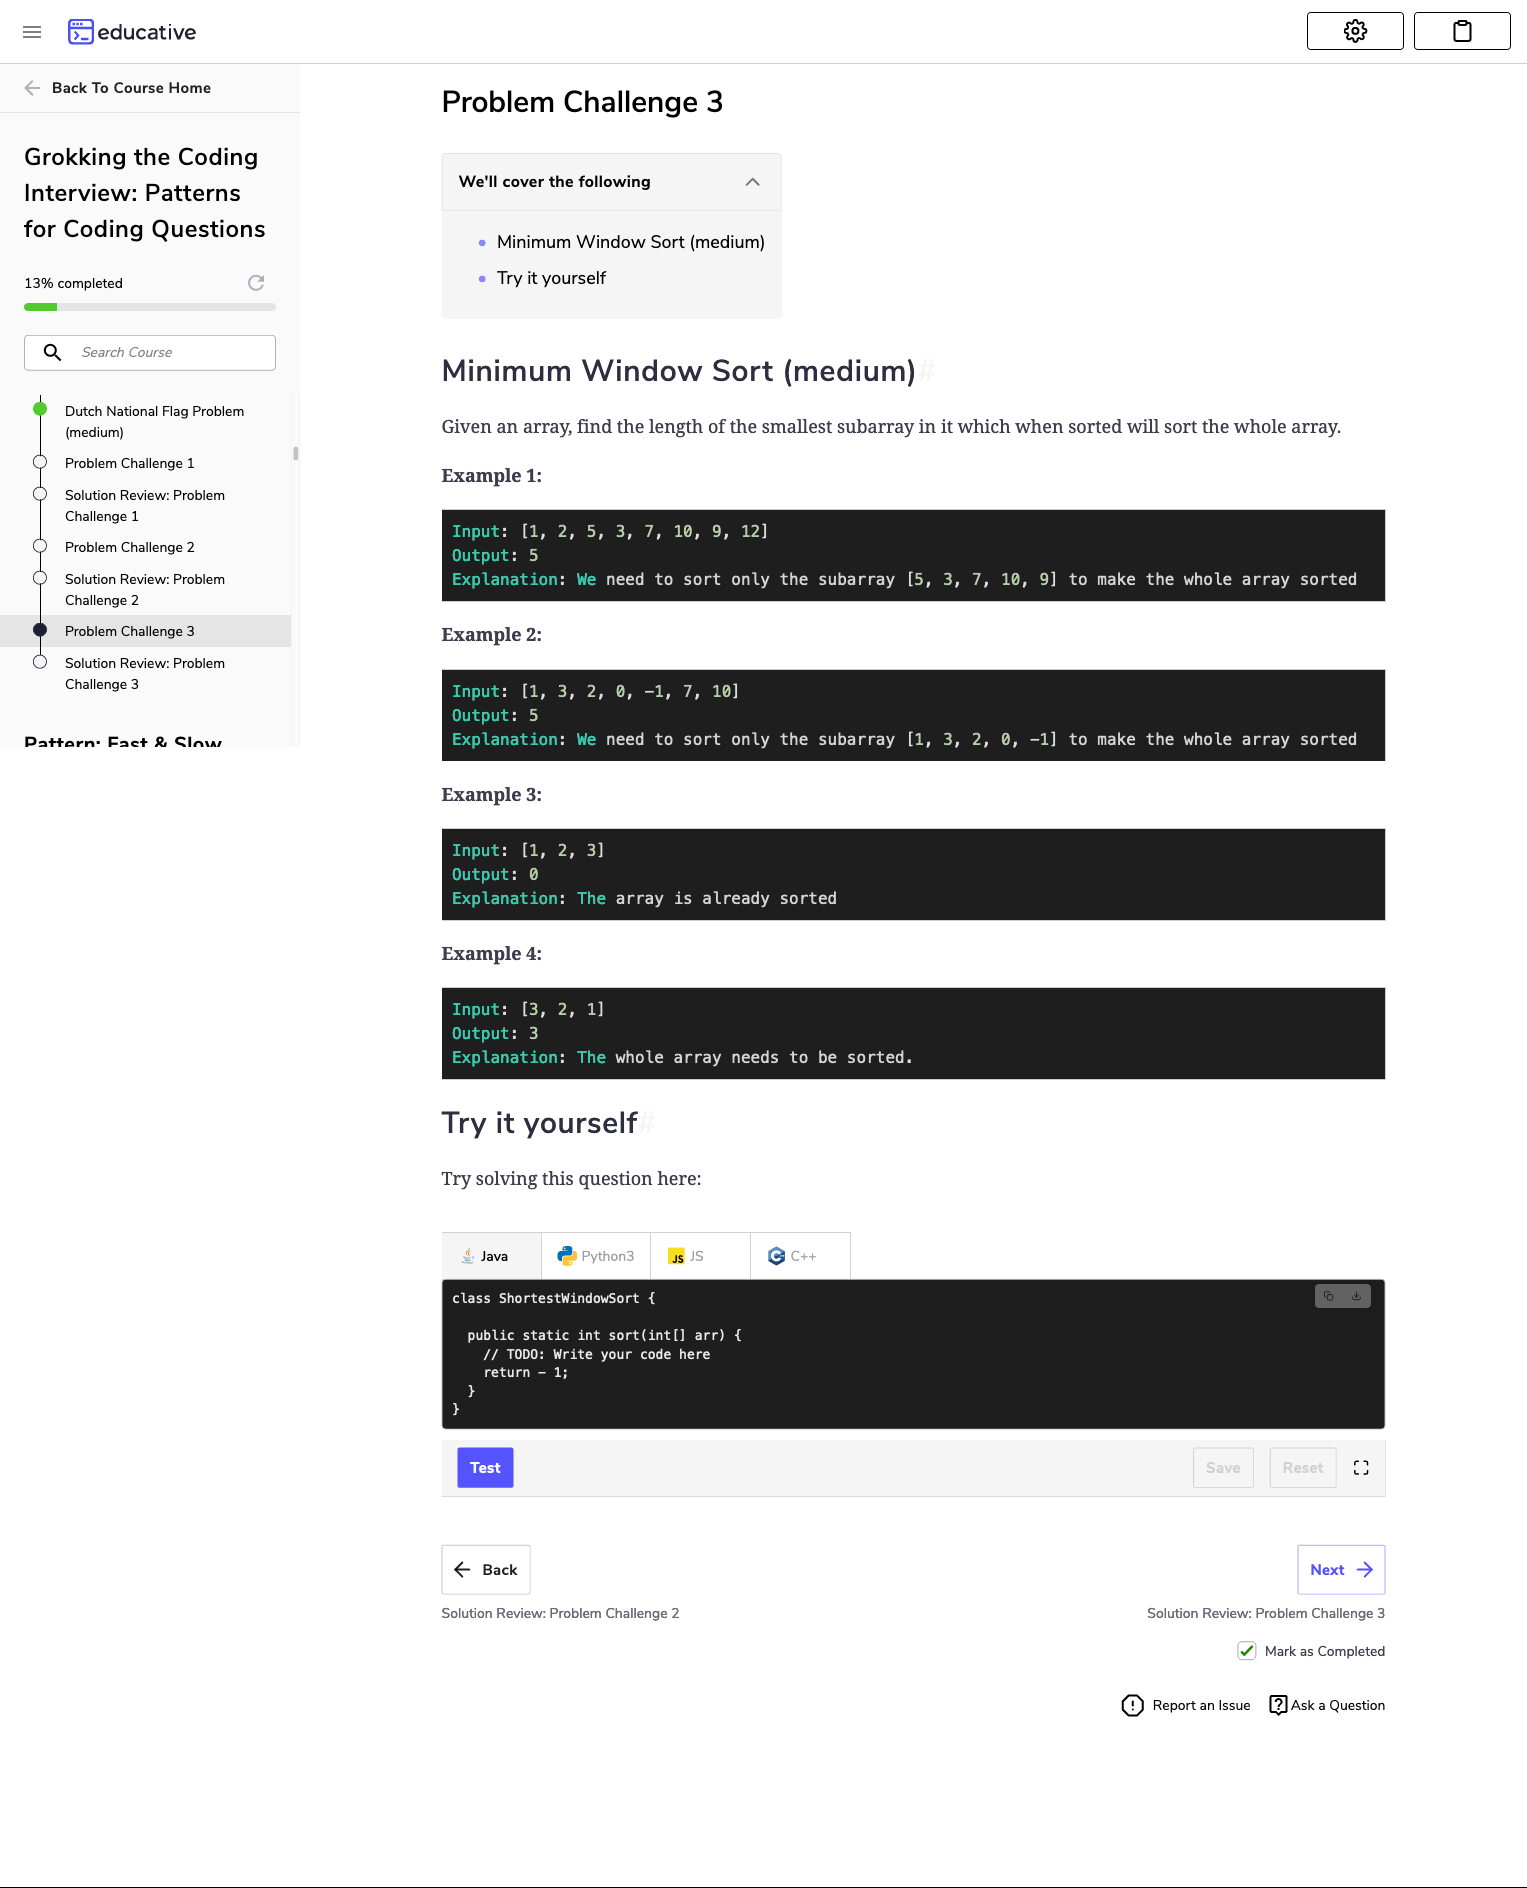 educative
Back To Course Home
Grokking the Coding
Interview: Patterns
for Coding Questions
13% completed
Search Course
Dutch National Flag Problem
(medium)
Problem Challenge 1
Solution Review: Problem
Challenge 1
Problem Challenge 2
Solution Review: Problem
Challenge 2
Problem Challenge 3
Solution Review: Problem
Challenge 3
Pattern: Fast & Slow
Problem Challenge 3
We'll cover the following
Minimum Window Sort (medium)
Try it yourself
Minimum Window Sort (medium)#
Given an array, find the length of the smallest subarray in it which when sorted will sort the whole array.
Example 1:
Input: [1, 2, 5, 3, 7, 10, 9, 12]
Output: 5
Explanation: We need to sort only the subarray [5, 3, 7, 10, 9] to make the whole array sorted
Example 2:
Input: [1, 3, 2, 0, -1, 7, 10]
Output: 5
Explanation: We need to sort only the subarray [1, 3, 2, 0, -1] to make the whole array sorted
Example 3:
Input: [1, 2, 3]
Output: 0
Explanation: The array is already sorted
Example 4:
Input: [3, 2, 1]
Output: 3
Explanation: The whole array needs to be sorted.
Try it yourself#
Try solving this question here:
Java Python3 JS JS C++
class ShortestWindowSort {
public static int sort(int[] arr) {
// TODO: Write your code here
return - 1;
}
}
Test Save Reset
Back Next
Solution Review: Problem Challenge 2 Solution Review: Problem Challenge 3
Mark as Completed
Report an Issue Ask a Question